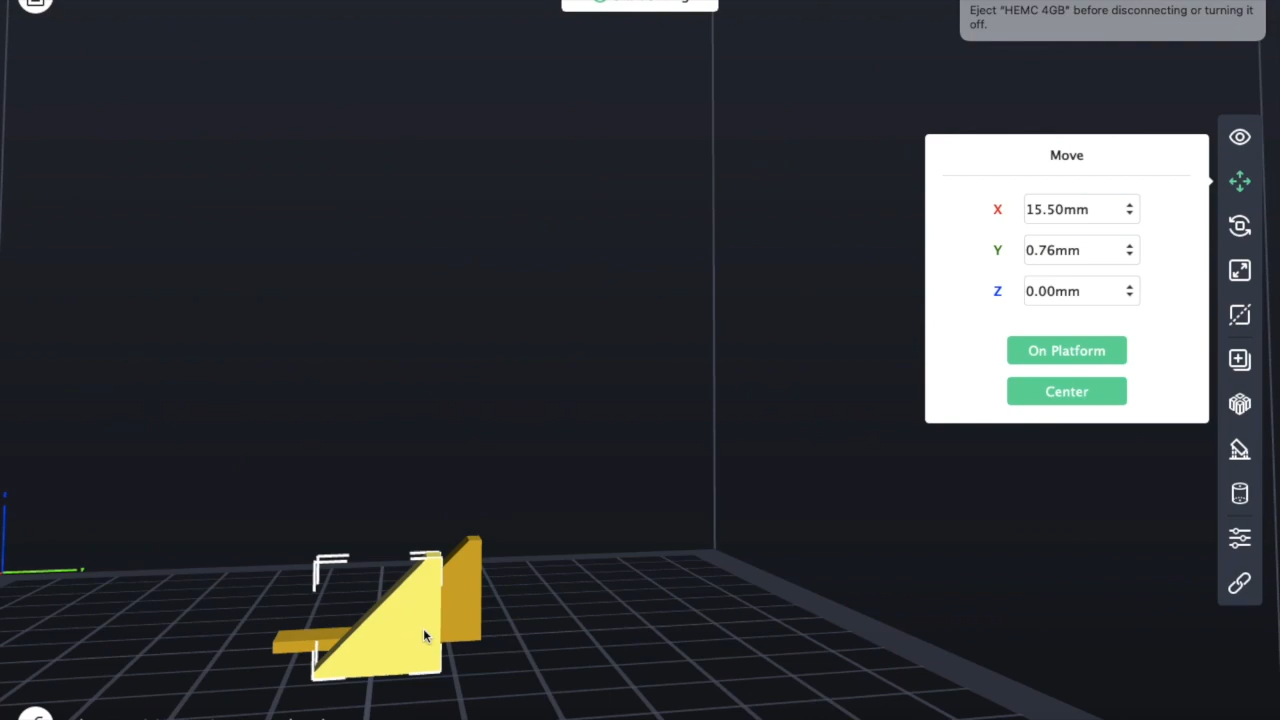 Eject "HEMC 4GB" before disconnecting or turning it
off.
Move
X 15.50mm
Y 0.76mm
Z 0.00mm
On Platform
Center